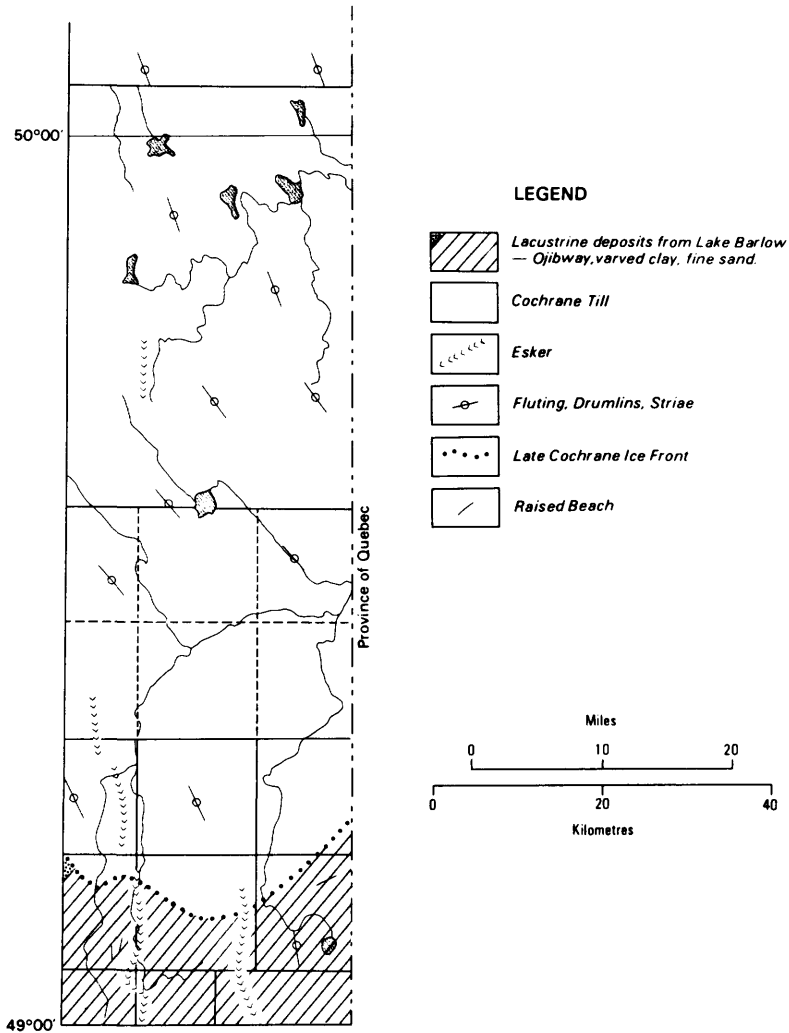 50°00'
Province of Quebec
49°00'
LEGEND
Lacustrine deposits from Lake Barlow
— Ojibway, varved clay, fine sand.
Cochrane Till
Esker
Fluting, Drumlins, Striae
Late Cochrane Ice Front
Raised Beach
Miles
0 10 20
0 20 40
Kilometres